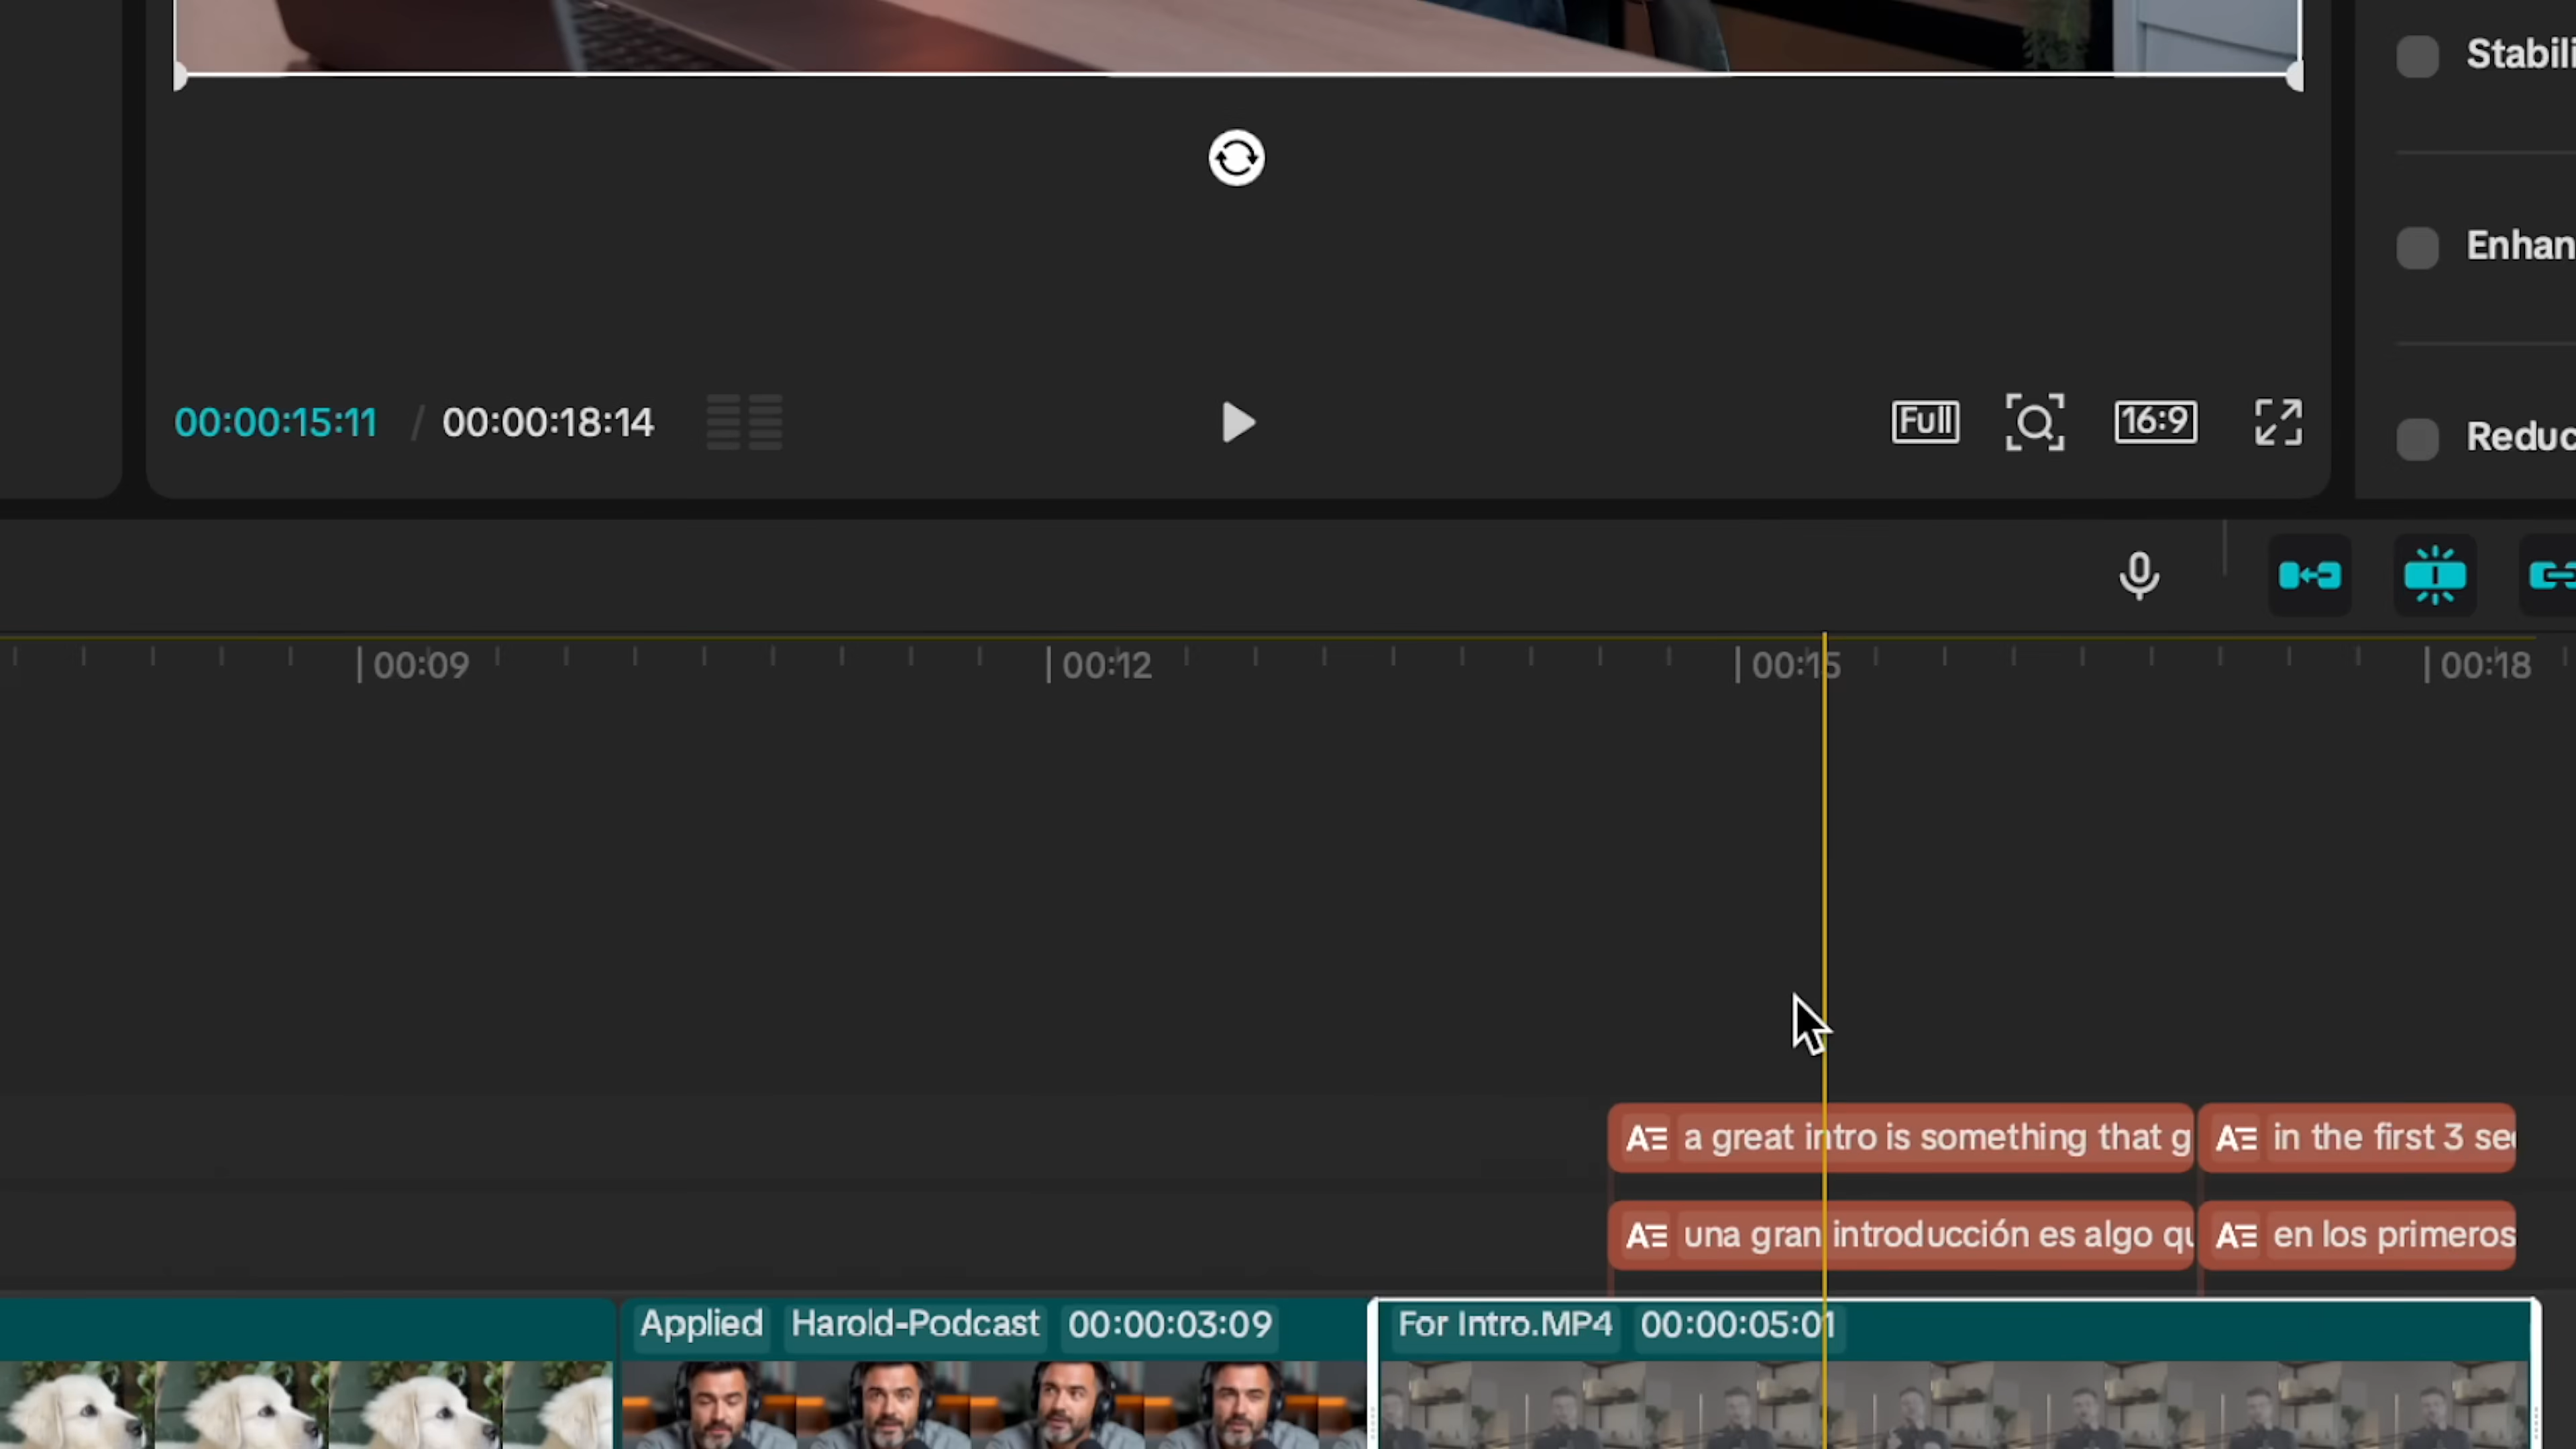 Stabili
Enhan
Reduc
00:00:15:11 / 00:00:18:14
Full
16:9
00:09 00:12 00:15 00:18
a great intro is something that g
in the first 3 se
una gran introducción es algo qu
en los primeros
Applied Harold-Podcast 00:00:03:09
For Intro.MP4 00:00:05:01